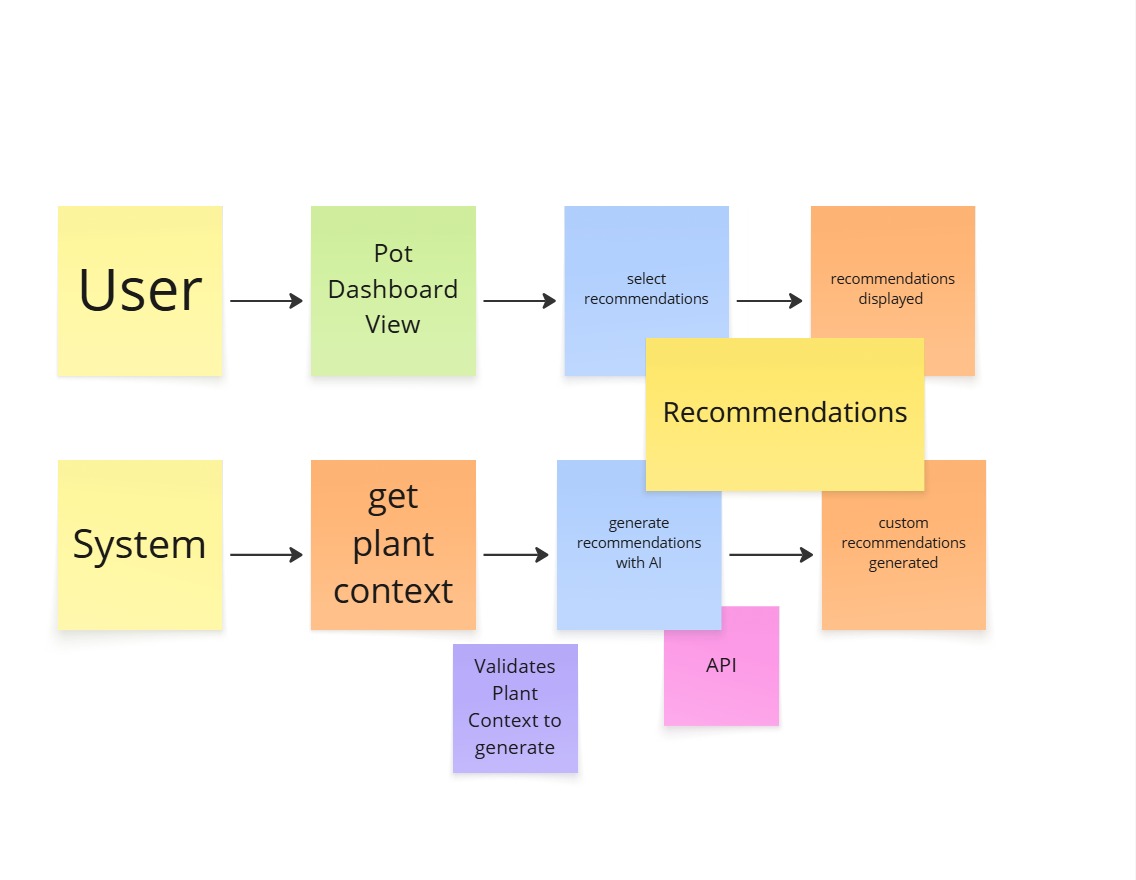 User
Pot
Dashboard
View
select
recommendations
recommendations
displayed
Recommendations
System
get
plant
context
generate
recommendations
with AI
custom
recommendations
generated
Validates
Plant
Context to
generate
API